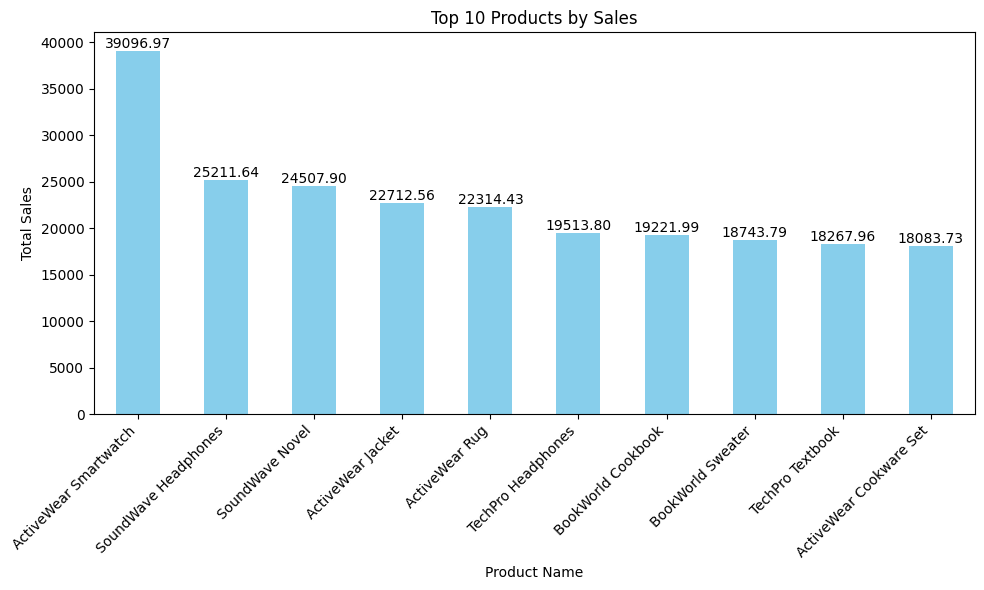 Top 10 Products by Sales
Total Sales
40000
35000
30000
25000
20000
15000
10000
5000
0
39096.97
25211.64
24507.90
22712.56
22314.43
19513.80
19221.99
18743.79
18267.96
18083.73
ActiveWear Smartwatch
SoundWave Headphones
SoundWave Novel
ActiveWear Jacket
ActiveWear Rug
TechPro Headphones
BookWorld Cookbook
BookWorld Sweater
TechPro Textbook
ActiveWear Cookware Set
Product Name